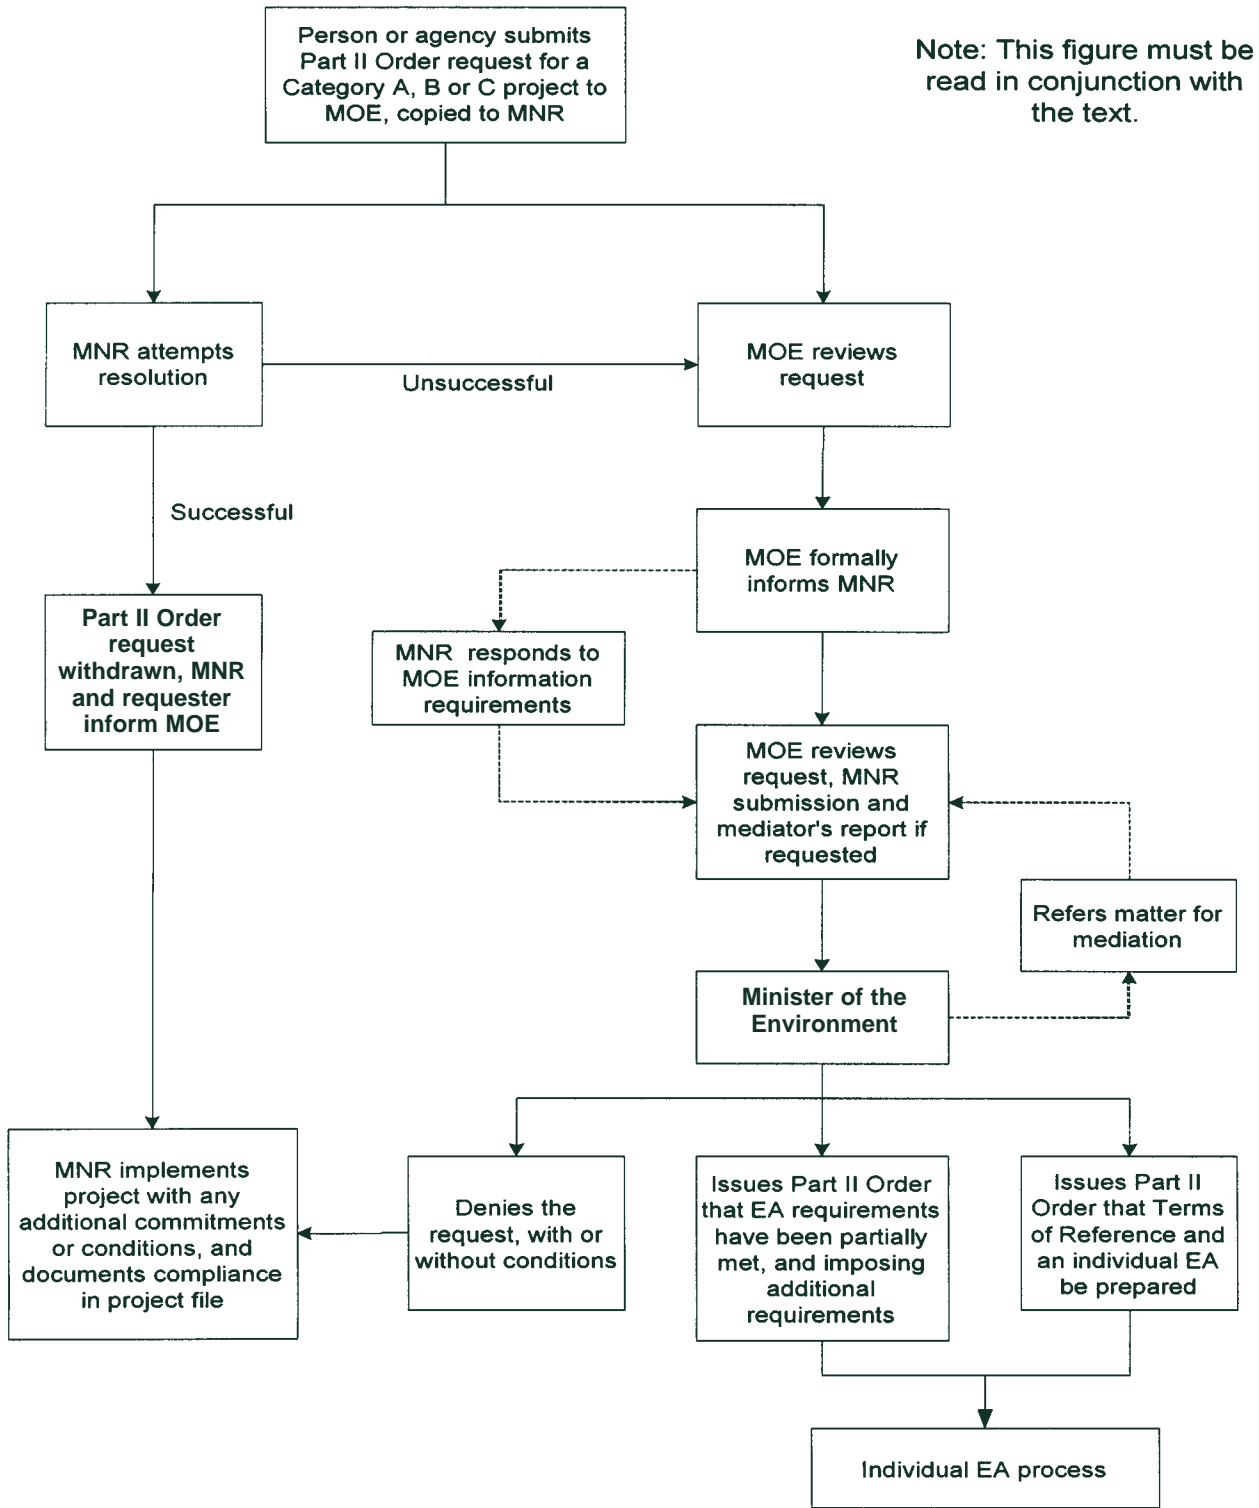 Person or agency submits
Part II Order request for a
Category A, B or C project to
MOE, copied to MNR
Note: This figure must be
read in conjunction with
the text.
MNR attempts
resolution
Unsuccessful
MOE reviews
request
Successful
MOE formally
informs MNR
Part II Order
request
withdrawn, MNR
and requester
inform MOE
MNR responds to
MOE information
requirements
MOE reviews
request, MNR
submission and
mediator's report if
requested
Refers matter for
mediation
Minister of the
Environment
MNR implements
project with any
additional commitments
or conditions, and
documents compliance
in project file
Denies the
request, with or
without conditions
Issues Part II Order
that EA requirements
have been partially
met, and imposing
additional
requirements
Issues Part II
Order that Terms
of Reference and
an individual EA
be prepared
Individual EA process